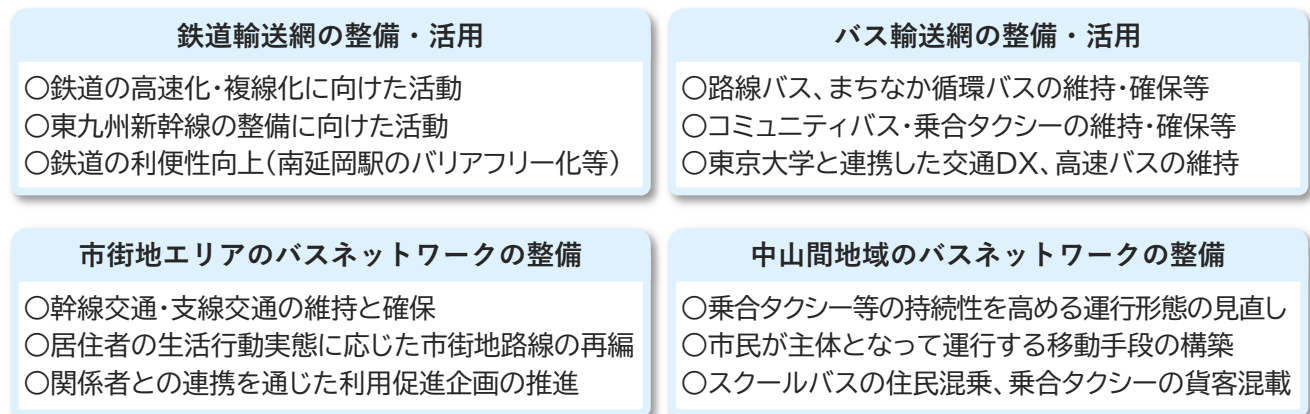 鉄道輸送網の整備・活用
〇鉄道の高速化・複線化に向けた活動
〇東九州新幹線の整備に向けた活動
〇鉄道の利便性向上(南延岡駅のバリアフリー化等)
バス輸送網の整備・活用
〇路線バス、まちなか循環バスの維持・確保等
〇コミュニティバス・乗合タクシーの維持・確保等
〇東京大学と連携した交通DX、高速バスの維持
市街地エリアのバスネットワークの整備
〇幹線交通・支線交通の維持と確保
〇居住者の生活行動実態に応じた市街地路線の再編
〇関係者との連携を通じた利用促進企画の推進
中山間地域のバスネットワークの整備
〇乗合タクシー等の持続性を高める運行形態の見直し
〇市民が主体となって運行する移動手段の構築
〇スクールバスの住民混乗、乗合タクシーの貨客混載